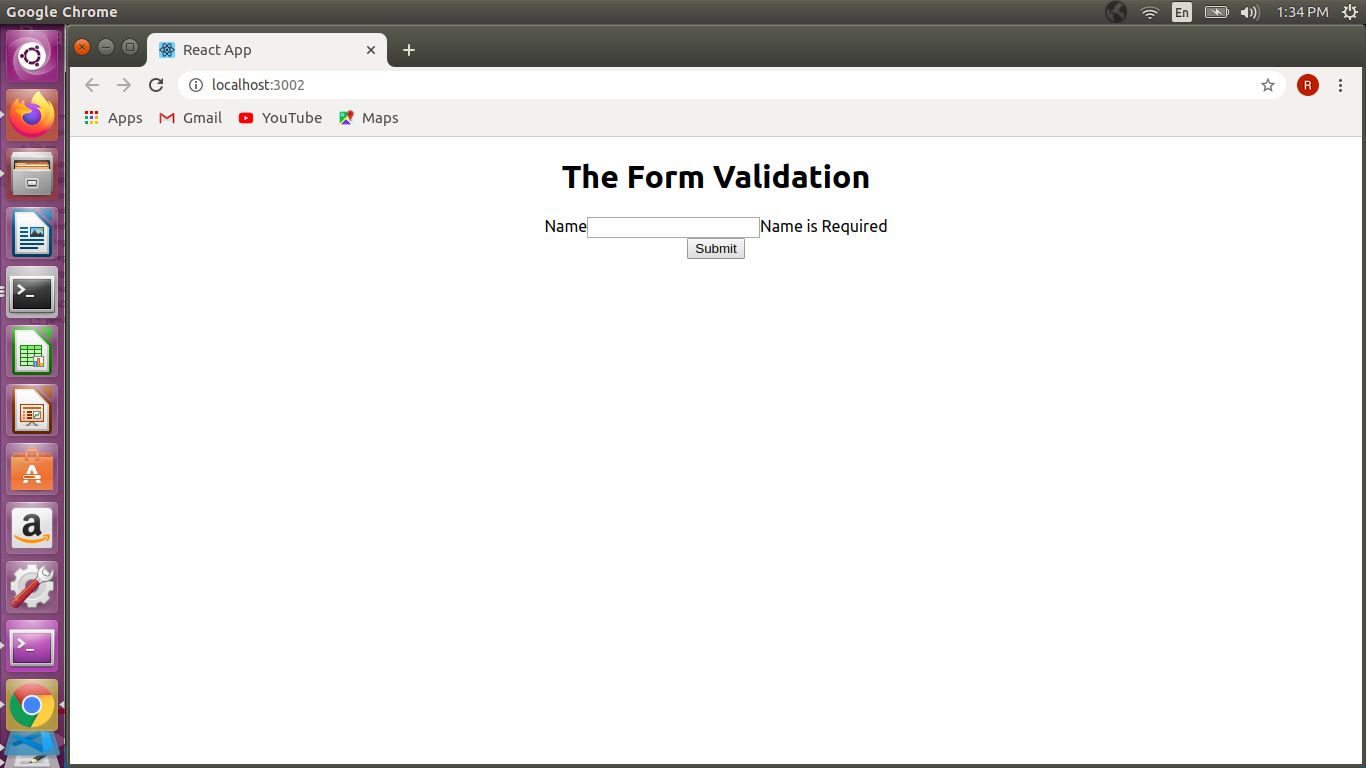 Google Chrome
En
1:34 PM
React App
localhost:3002
R
Apps
Gmail
YouTube
Maps
The Form Validation
Name
Name is Required
Submit